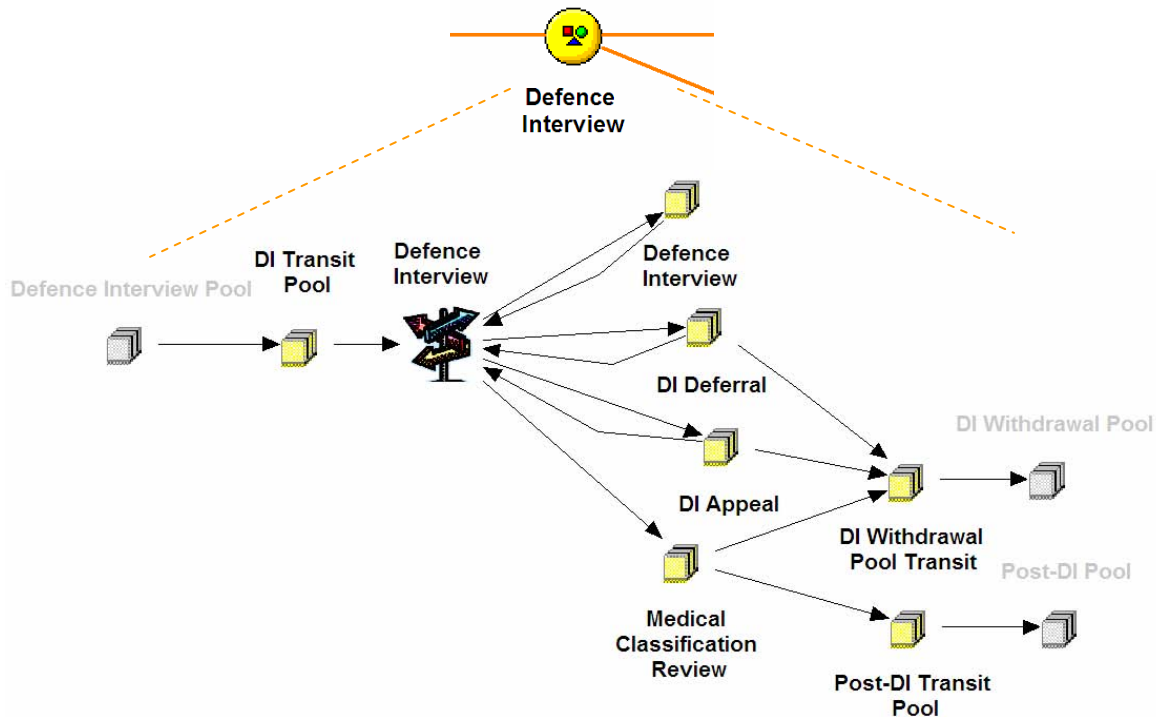 Defence
Interview
Defence Interview Pool
DI Transit
Pool
Defence
Interview
Defence
Interview
DI Deferral
DI Appeal
DI Withdrawal Pool
DI Withdrawal
Pool Transit
Medical
Classification
Review
Post-DI Pool
Post-DI Transit
Pool